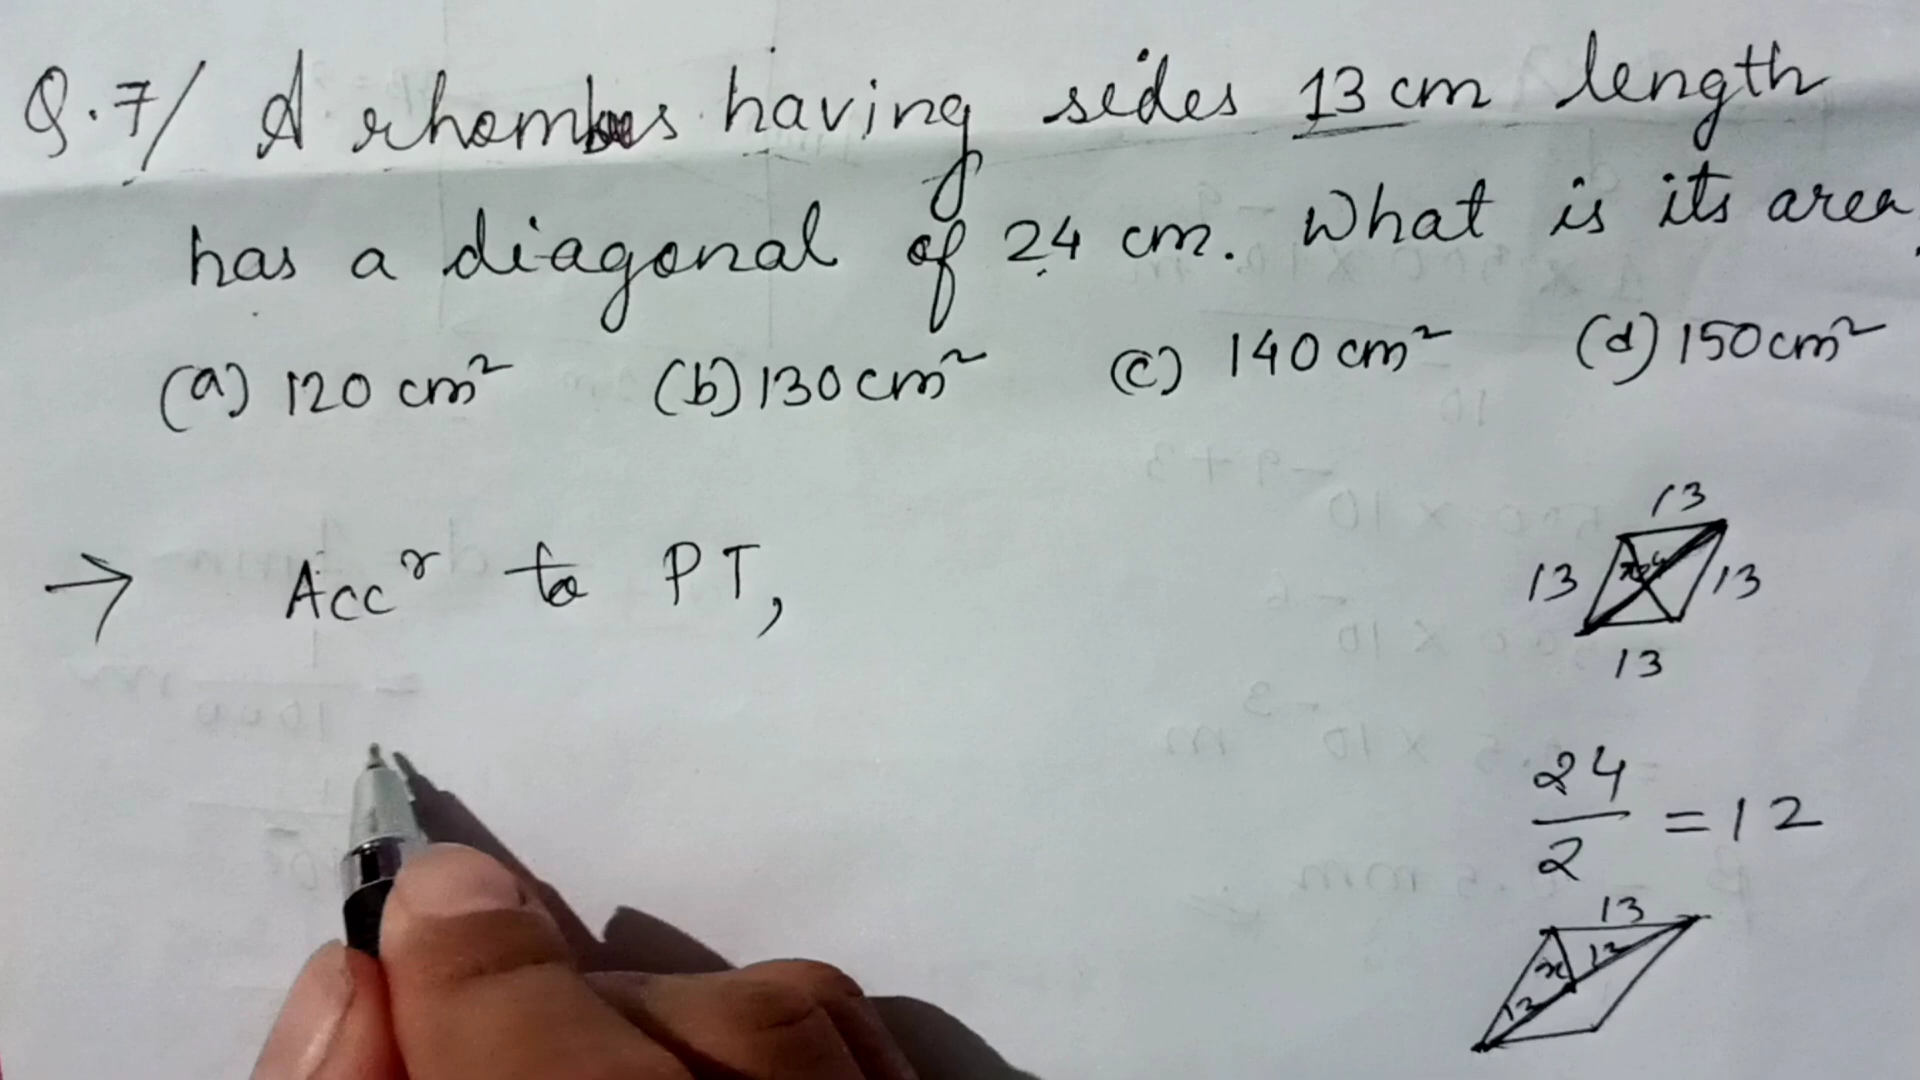 Q.7/ A rhombus having sides 13 cm length
has a diagonal of 24 cm. What is its area.
(a) 120 cm² (b) 130 cm² (c) 140 cm² (d) 150 cm²
→ Accʳ to PT,
13
13 13
13
24/2 = 12
13
x 12